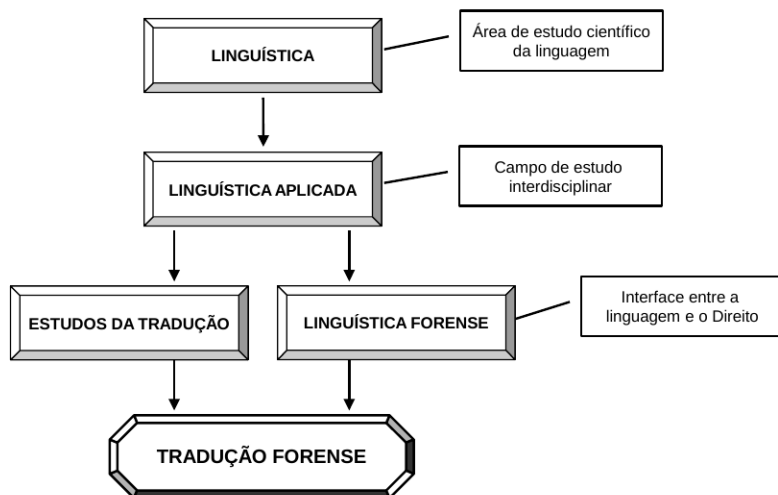 LINGUÍSTICA
Área de estudo científico
da linguagem
LINGUÍSTICA APLICADA
Campo de estudo
interdisciplinar
ESTUDOS DA TRADUÇÃO
LINGUÍSTICA FORENSE
Interface entre a
linguagem e o Direito
TRADUÇÃO FORENSE